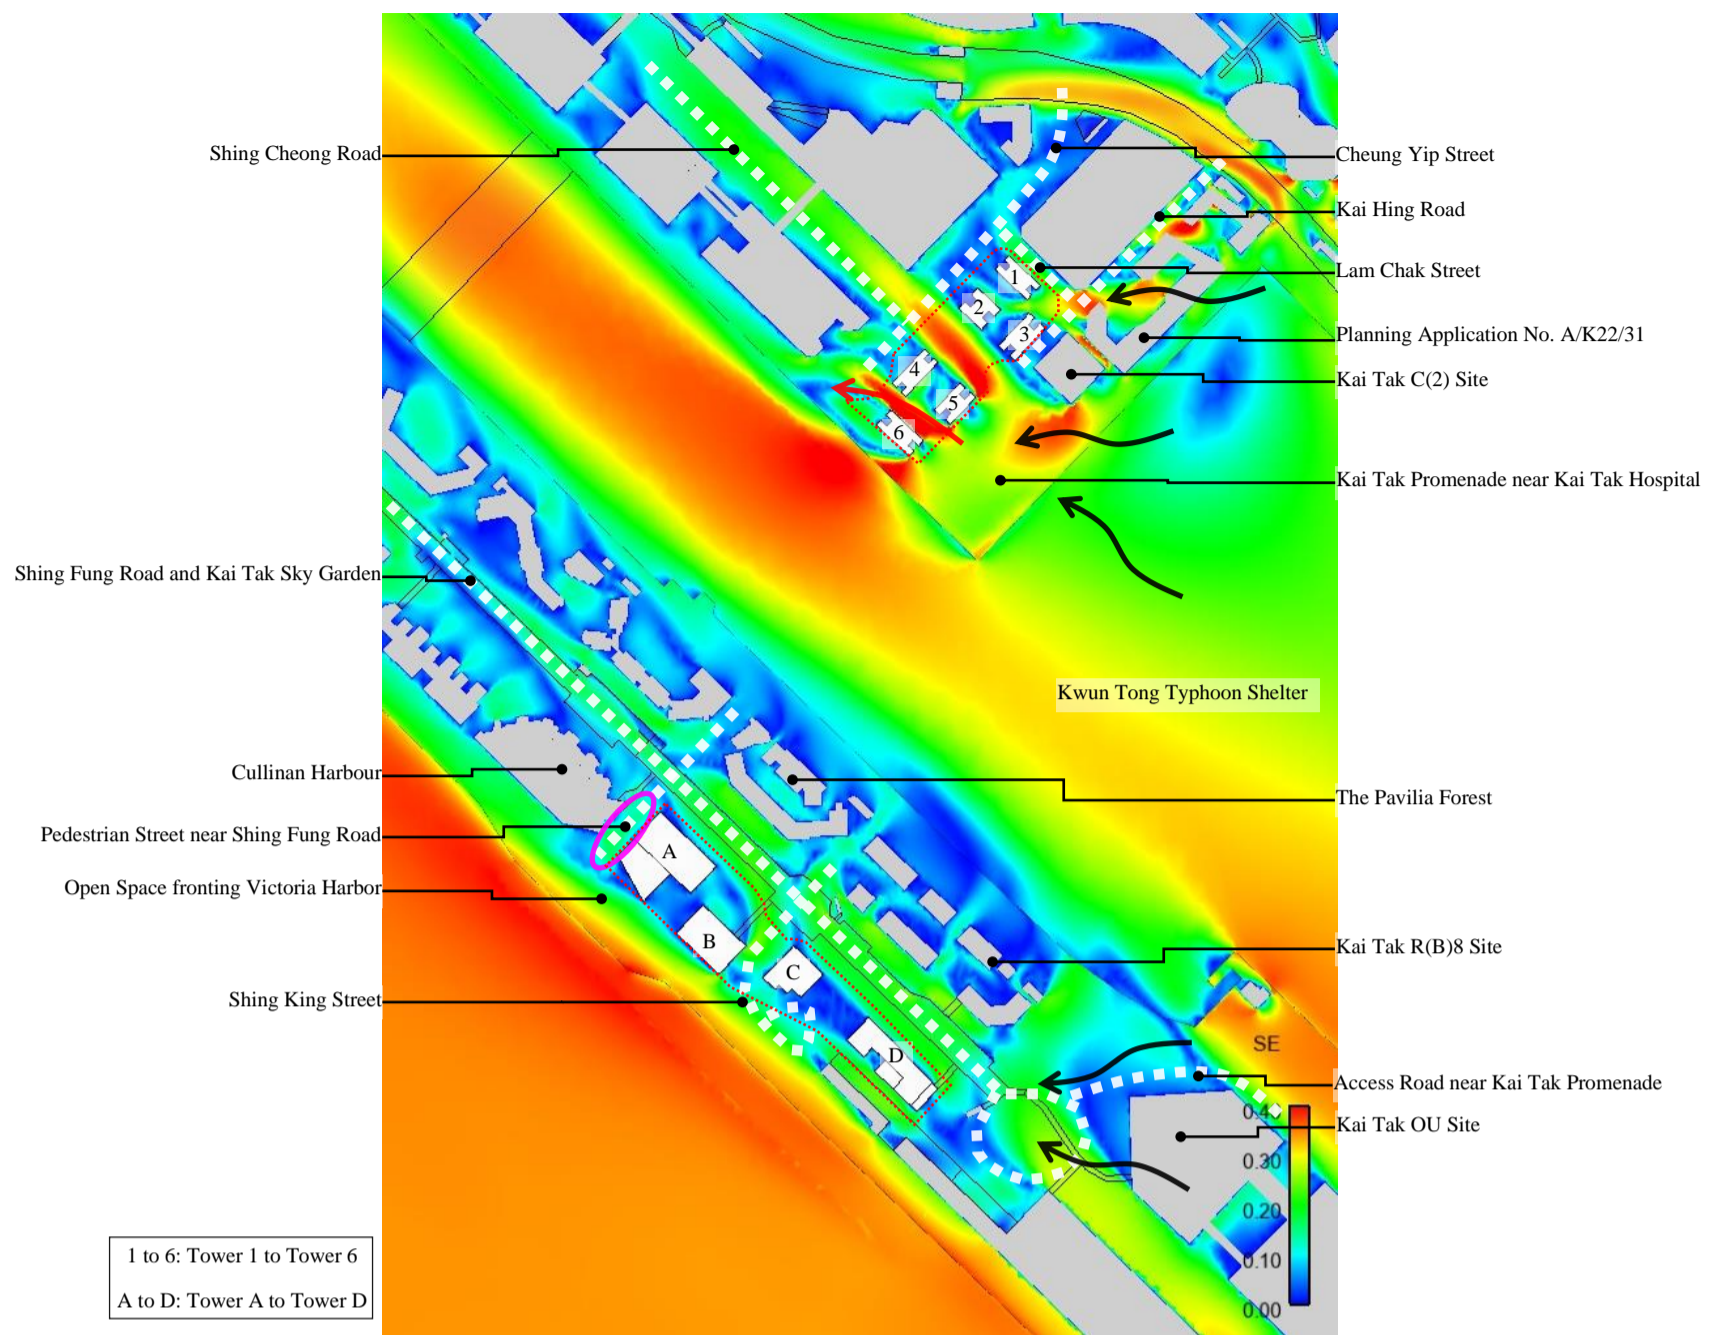 Shing Cheong Road
Cheung Yip Street
Kai Hing Road
Lam Chak Street
1
2
3
Planning Application No. A/K22/31
4
Kai Tak C(2) Site
5
6
Kai Tak Promenade near Kai Tak Hospital
Shing Fung Road and Kai Tak Sky Garden
Kwun Tong Typhoon Shelter
Cullinan Harbour
The Pavilia Forest
Pedestrian Street near Shing Fung Road
A
Open Space fronting Victoria Harbor
B
Kai Tak R(B)8 Site
C
Shing King Street
SE
D
Access Road near Kai Tak Promenade
Kai Tak OU Site
0.30
0.20
0.10
0.00
1 to 6: Tower 1 to Tower 6
A to D: Tower A to Tower D